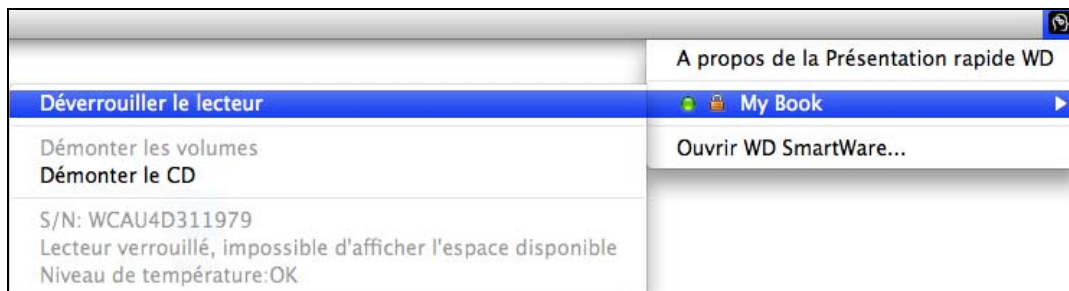 A propos de la Présentation rapide WD
My Book
Ouvrir WD SmartWare...
Déverrouiller le lecteur
Démonter les volumes
Démonter le CD
S/N: WCAU4D311979
Lecteur verrouillé, impossible d'afficher l'espace disponible
Niveau de température:OK